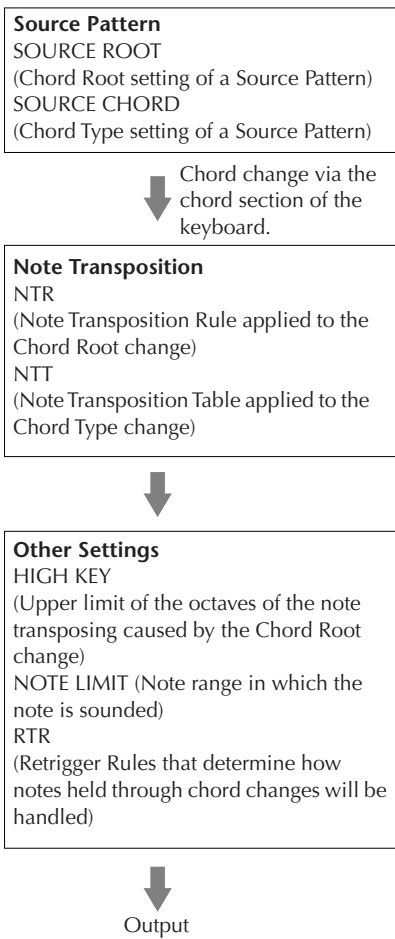 Source Pattern
SOURCE ROOT
(Chord Root setting of a Source Pattern)
SOURCE CHORD
(Chord Type setting of a Source Pattern)
Chord change via the
chord section of the
keyboard.
Note Transposition
NTR
(Note Transposition Rule applied to the
Chord Root change)
NTT
(Note Transposition Table applied to the
Chord Type change)
Other Settings
HIGH KEY
(Upper limit of the octaves of the note
transposing caused by the Chord Root
change)
NOTE LIMIT (Note range in which the
note is sounded)
RTR
(Retrigger Rules that determine how
notes held through chord changes will be
handled)
Output